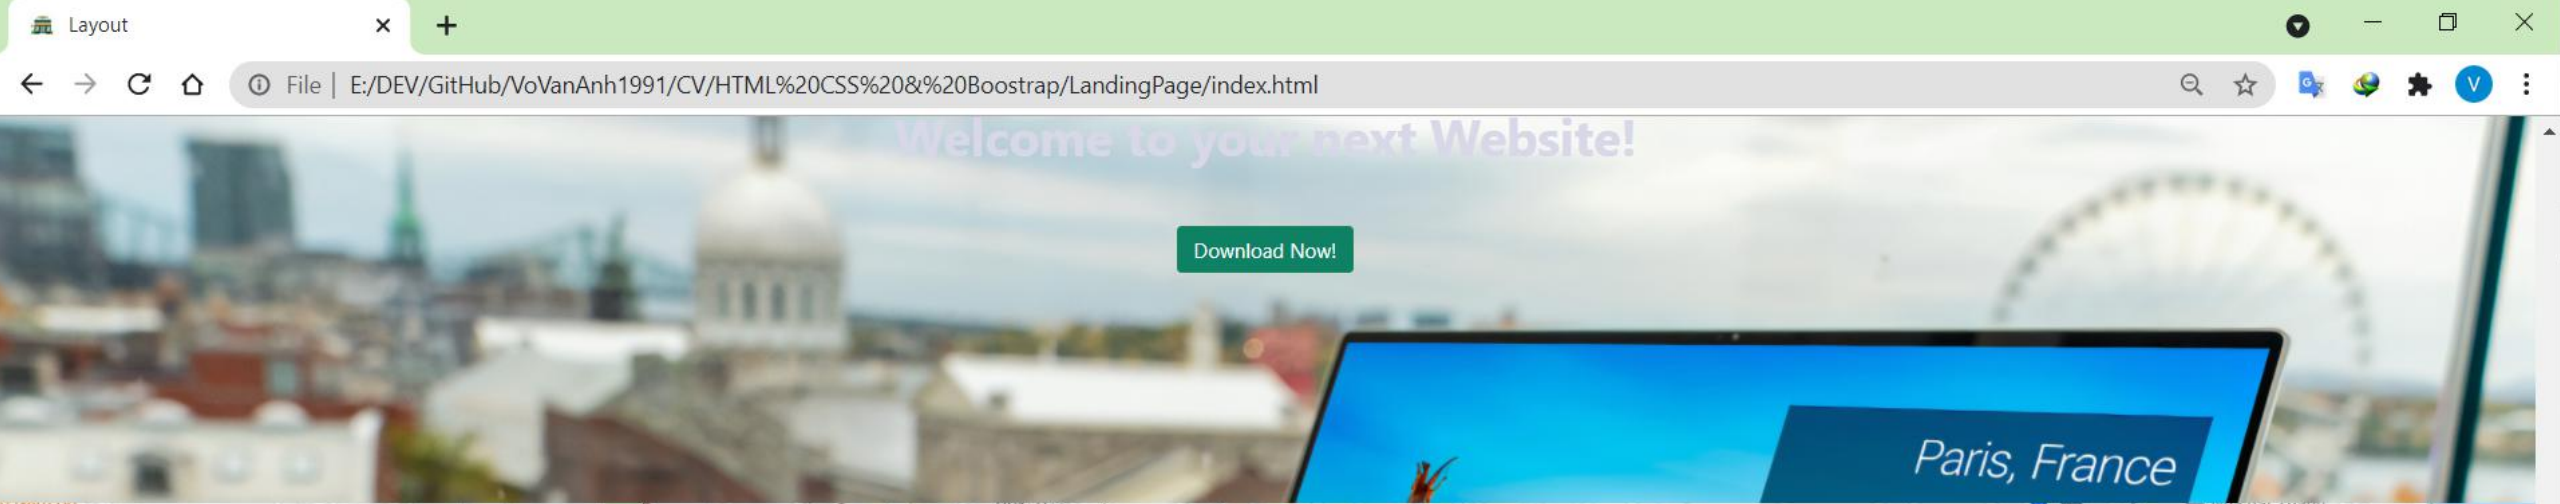 Layout
File | E:/DEV/GitHub/VoVanAnh1991/CV/HTML%20CSS%20&%20Boostrap/LandingPage/index.html
V
Welcome to your next Website!
Download Now!
Paris, France